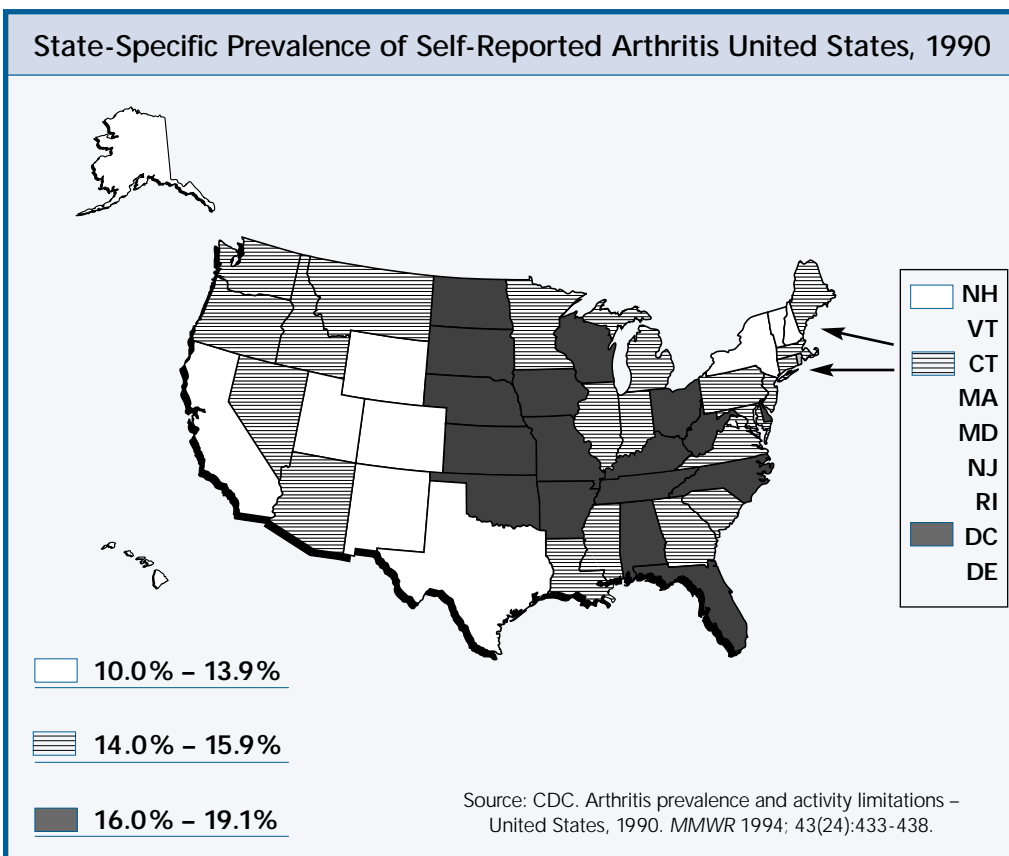 State-Specific Prevalence of Self-Reported Arthritis United States, 1990
NH
VT
CT
MA
MD
NJ
RI
DC
DE
10.0% – 13.9%
14.0% – 15.9%
16.0% – 19.1%
Source: CDC. Arthritis prevalence and activity limitations –
United States, 1990. MMWR 1994; 43(24):433-438.